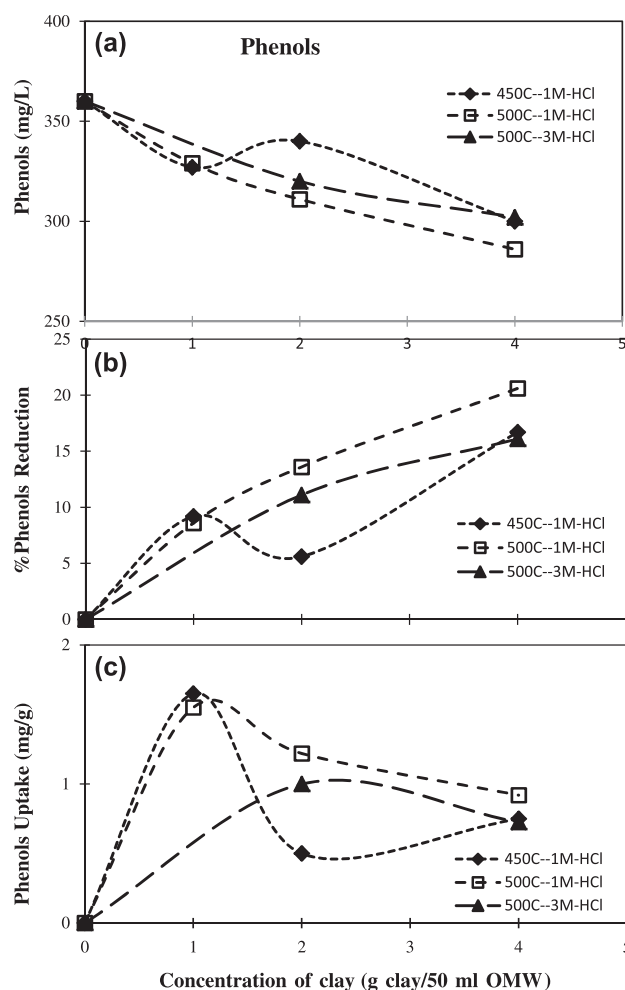 (a)
Phenols
400
350
300
250
Phenols (mg/L)
450C--1M-HCl
500C--1M-HCl
500C--3M-HCl
0 1 2 3 4 5
(b)
25
20
15
10
5
0
%Phenols Reduction
450C--1M-HCl
500C--1M-HCl
500C--3M-HCl
(c)
2
1
0
Phenols Uptake (mg/g)
450C--1M-HCl
500C--1M-HCl
500C--3M-HCl
0 1 2 3 4 5
Concentration of clay (g clay/50 ml OMW)